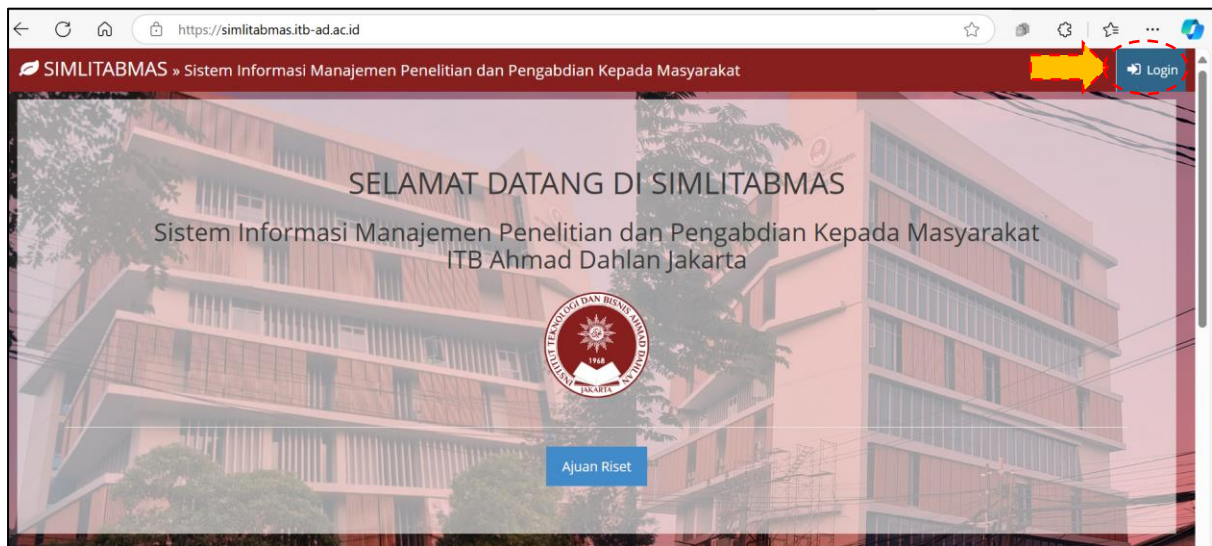 https://simlitabmas.itb-ad.ac.id
SIMLITABMAS » Sistem Informasi Manajemen Penelitian dan Pengabdian Kepada Masyarakat
Login
SELAMAT DATANG DI SIMLITABMAS
Sistem Informasi Manajemen Penelitian dan Pengabdian Kepada Masyarakat
ITB Ahmad Dahlan Jakarta
INSTITUT TEKNOLOGI DAN BISNIS AHMAD DAHLAN
1968
JAKARTA
Ajuan Riset